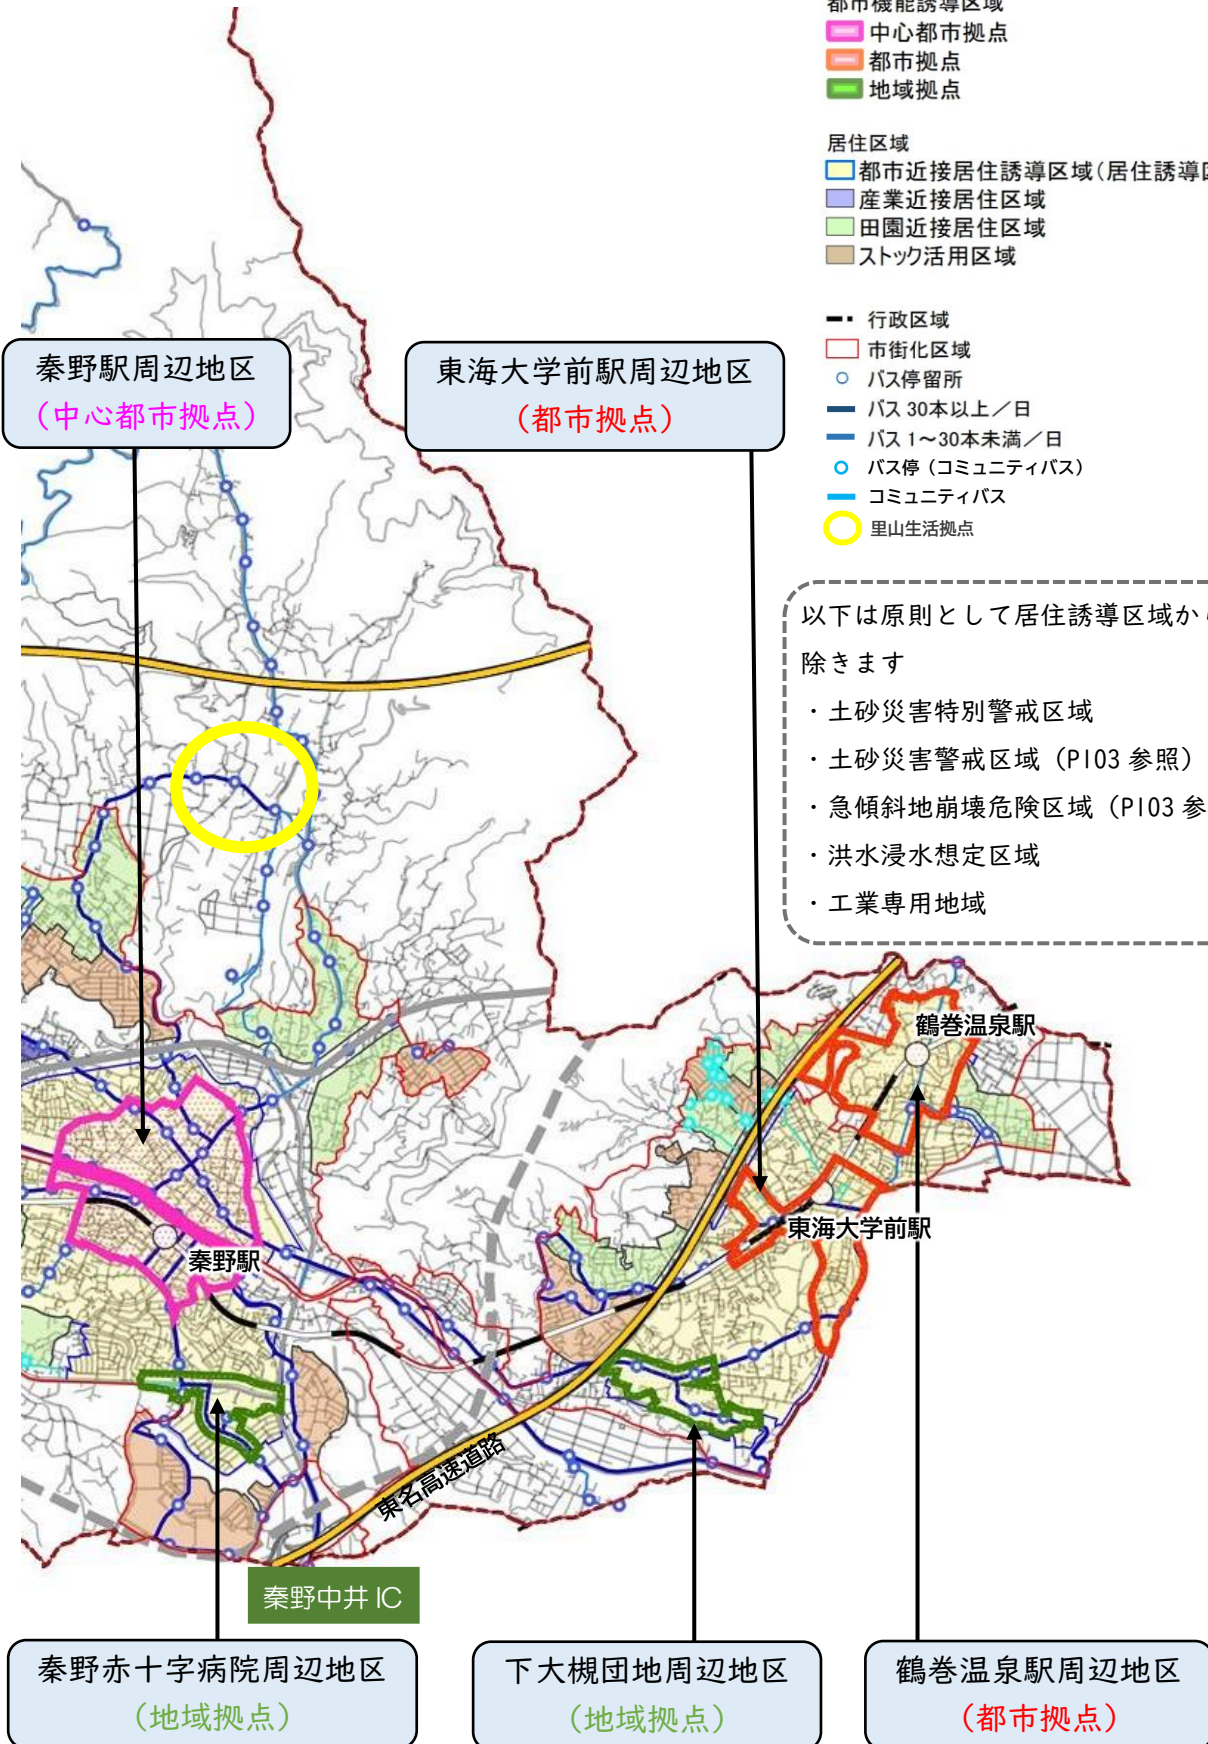 都市機能誘導区域
中心都市拠点
都市拠点
地域拠点
居住区域
都市近接居住誘導区域(居住誘導区
産業近接居住区域
田園近接居住区域
ストック活用区域
行政区域
市街化区域
バス停留所
バス 30本以上／日
バス 1～30本未満／日
バス停（コミュニティバス）
コミュニティバス
里山生活拠点
秦野駅周辺地区
（中心都市拠点）
東海大学前駅周辺地区
（都市拠点）
以下は原則として居住誘導区域から
除きます
・土砂災害特別警戒区域
・土砂災害警戒区域（P103 参照）
・急傾斜地崩壊危険区域（P103 参
・洪水浸水想定区域
・工業専用地域
鶴巻温泉駅
東海大学前駅
秦野駅
東名高速道路
秦野中井 IC
秦野赤十字病院周辺地区
（地域拠点）
下大槻団地周辺地区
（地域拠点）
鶴巻温泉駅周辺地区
（都市拠点）